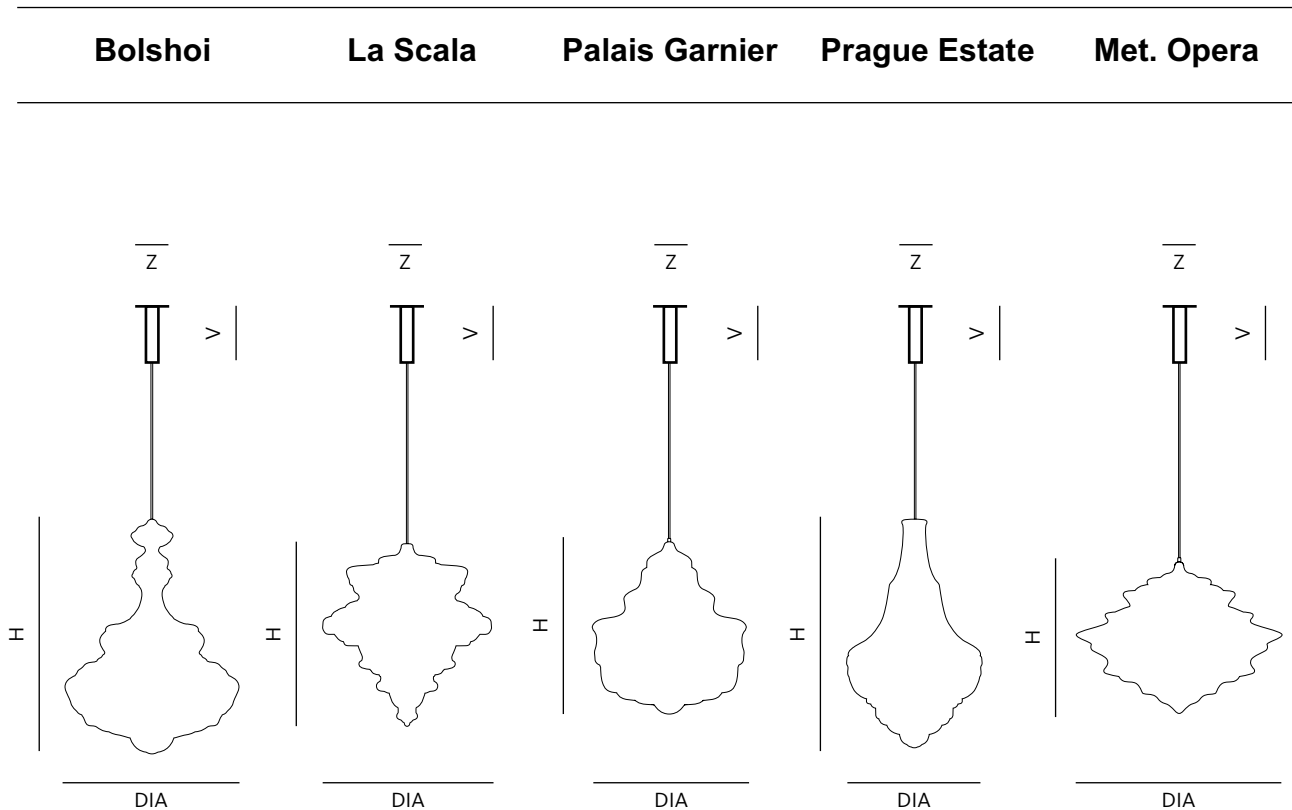 Bolshoi La Scala Palais Garnier Prague Estate Met. Opera
Z Z Z Z Z
V V V V V
H H H H H
DIA DIA DIA DIA DIA